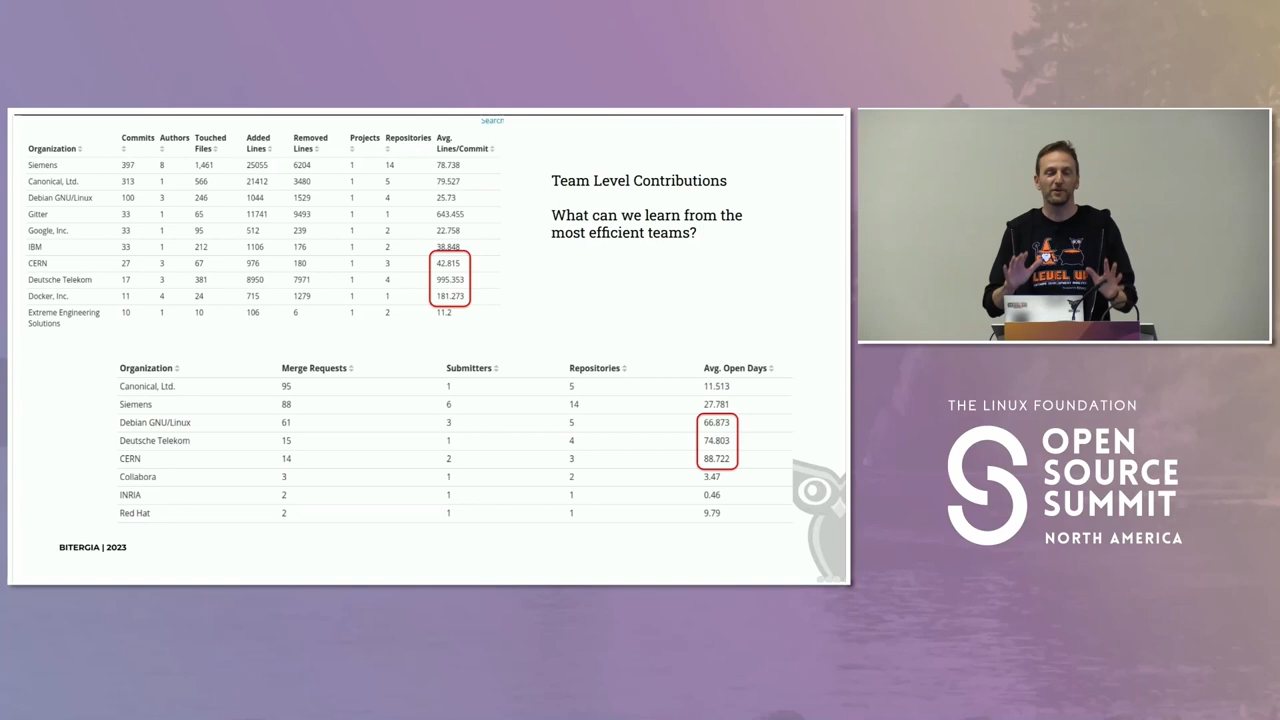 Search
Organization Commits Authors Touched Files Added Lines Removed Lines Projects Repositories Avg. Lines/Commit
Siemens 397 8 1,461 25055 6204 1 14 78.738
Canonical, Ltd. 313 1 566 21412 3480 1 5 79.527
Debian GNU/Linux 100 3 246 1044 1529 1 4 25.73
Gitter 33 1 65 11741 9493 1 1 643.455
Google, Inc. 33 1 95 512 239 1 2 22.758
IBM 33 1 212 1106 176 1 2 38.848
CERN 27 3 67 976 180 1 3 42.815
Deutsche Telekom 17 3 381 8950 7971 1 4 995.353
Docker, Inc. 11 4 24 715 1279 1 1 181.273
Extreme Engineering Solutions 10 1 10 106 6 1 2 11.2
Team Level Contributions
What can we learn from the
most efficient teams?
Organization Merge Requests Submitters Repositories Avg. Open Days
Canonical, Ltd. 95 1 5 11.513
Siemens 88 6 14 27.781
Debian GNU/Linux 61 3 5 66.873
Deutsche Telekom 15 1 4 74.803
CERN 14 2 3 88.722
Collabora 3 1 2 3.47
INRIA 2 1 1 0.46
Red Hat 2 1 1 9.79
BITERGIA | 2023
LEVEL UP
THE LINUX FOUNDATION
OPEN
SOURCE
SUMMIT
NORTH AMERICA